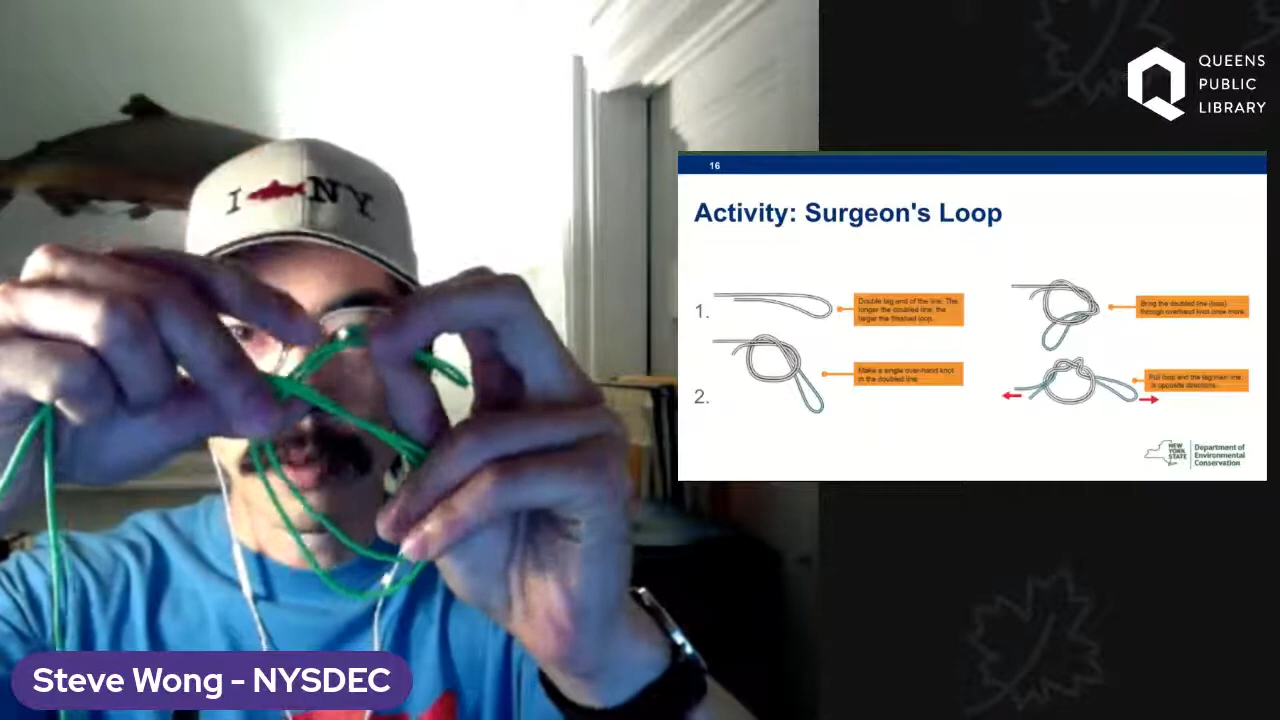 I NY
QUEENS
PUBLIC
LIBRARY
16
Activity: Surgeon's Loop
1.
Double tag end of the line. The
longer the doubled line, the
larger the finished loop.
Bring the doubled line (loop)
through overhand knot once more.
2.
Make a single over-hand knot
in the doubled line
Pull loop and the tag/main line
in opposite directions.
NEW
YORK
STATE
Department of
Environmental
Conservation
Steve Wong - NYSDEC